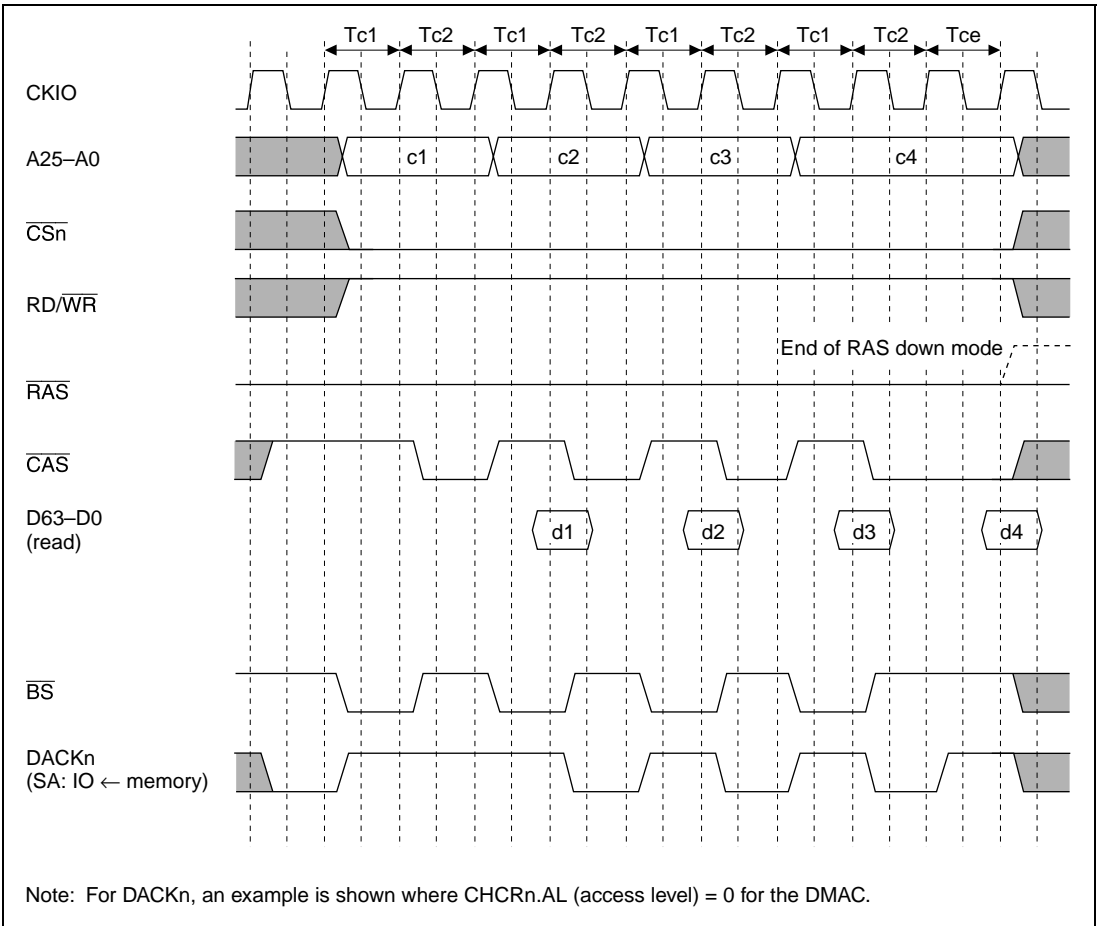 Tc1 Tc2 Tc1 Tc2 Tc1 Tc2 Tc1 Tc2 Tce
CKIO
A25–A0
c1 c2 c3 c4
CSn
RD/WR
End of RAS down mode
RAS
CAS
D63–D0
(read)
d1 d2 d3 d4
BS
DACKn
(SA: IO ← memory)
Note: For DACKn, an example is shown where CHCRn.AL (access level) = 0 for the DMAC.